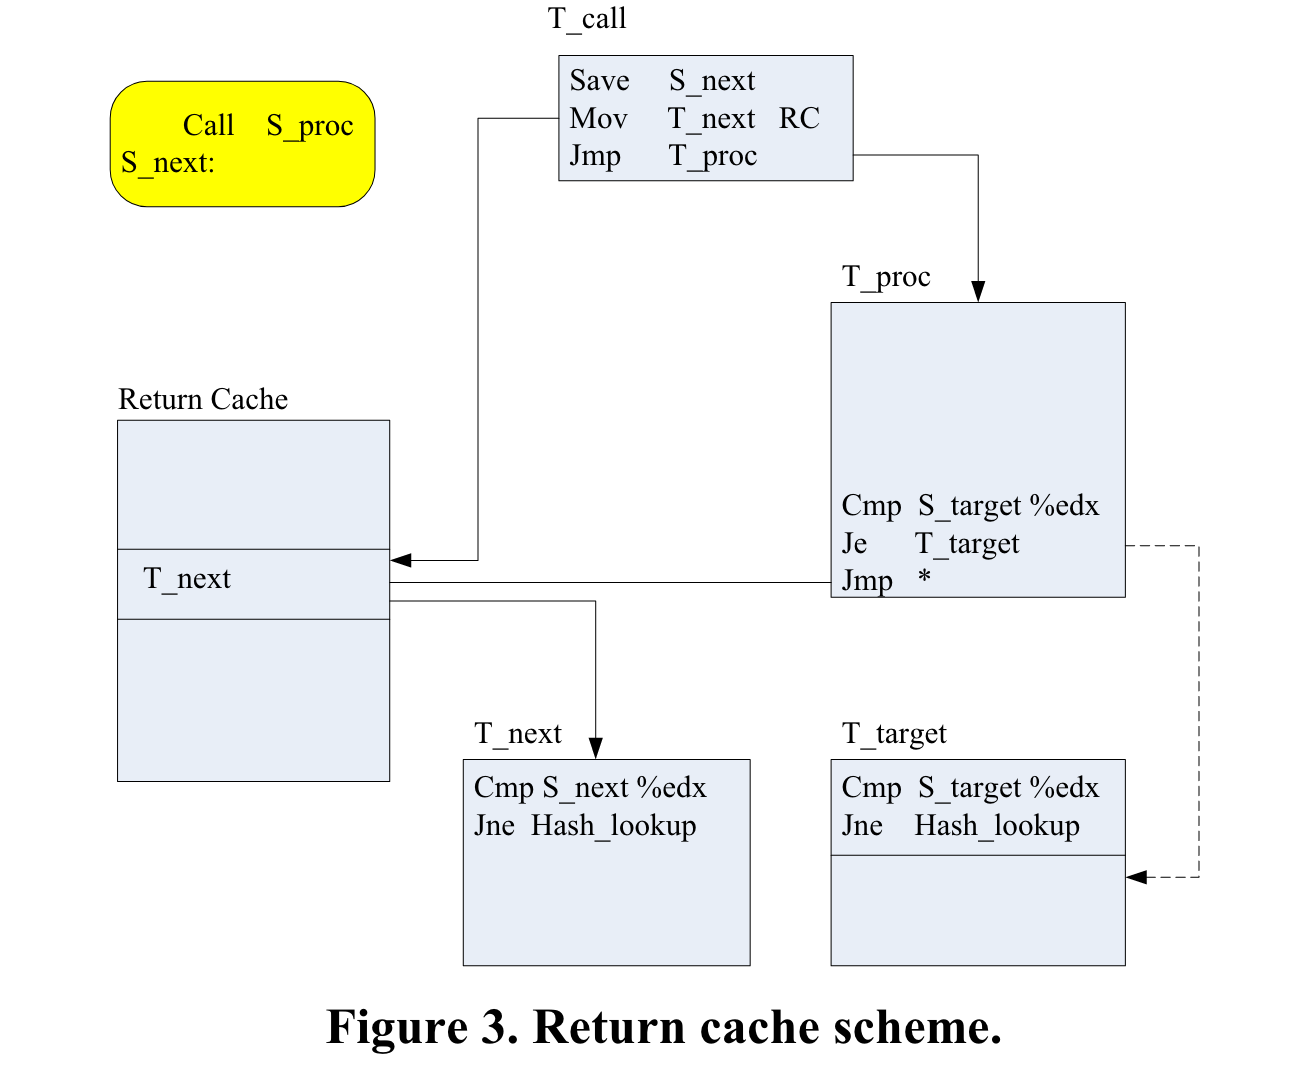 T_call
Save S_next
Mov T_next RC
Jmp T_proc
Call S_proc
S_next:
T_proc
Cmp S_target %edx
Je T_target
Jmp *
Return Cache
T_next
T_next
Cmp S_next %edx
Jne Hash_lookup
T_target
Cmp S_target %edx
Jne Hash_lookup
Figure 3. Return cache scheme.